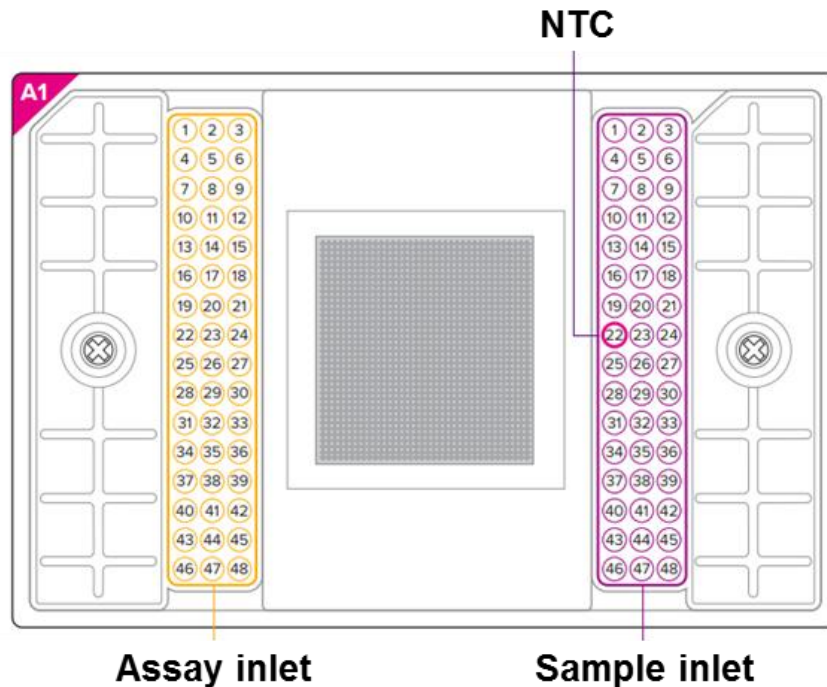 NTC
A1
1 2 3 1 2 3
4 5 6 4 5 6
7 8 9 7 8 9
10 11 12 10 11 12
13 14 15 13 14 15
16 17 18 16 17 18
19 20 21 19 20 21
22 23 24 22 23 24
25 26 27 25 26 27
28 29 30 28 29 30
31 32 33 31 32 33
34 35 36 34 35 36
37 38 39 37 38 39
40 41 42 40 41 42
43 44 45 43 44 45
46 47 48 46 47 48
Assay inlet Sample inlet